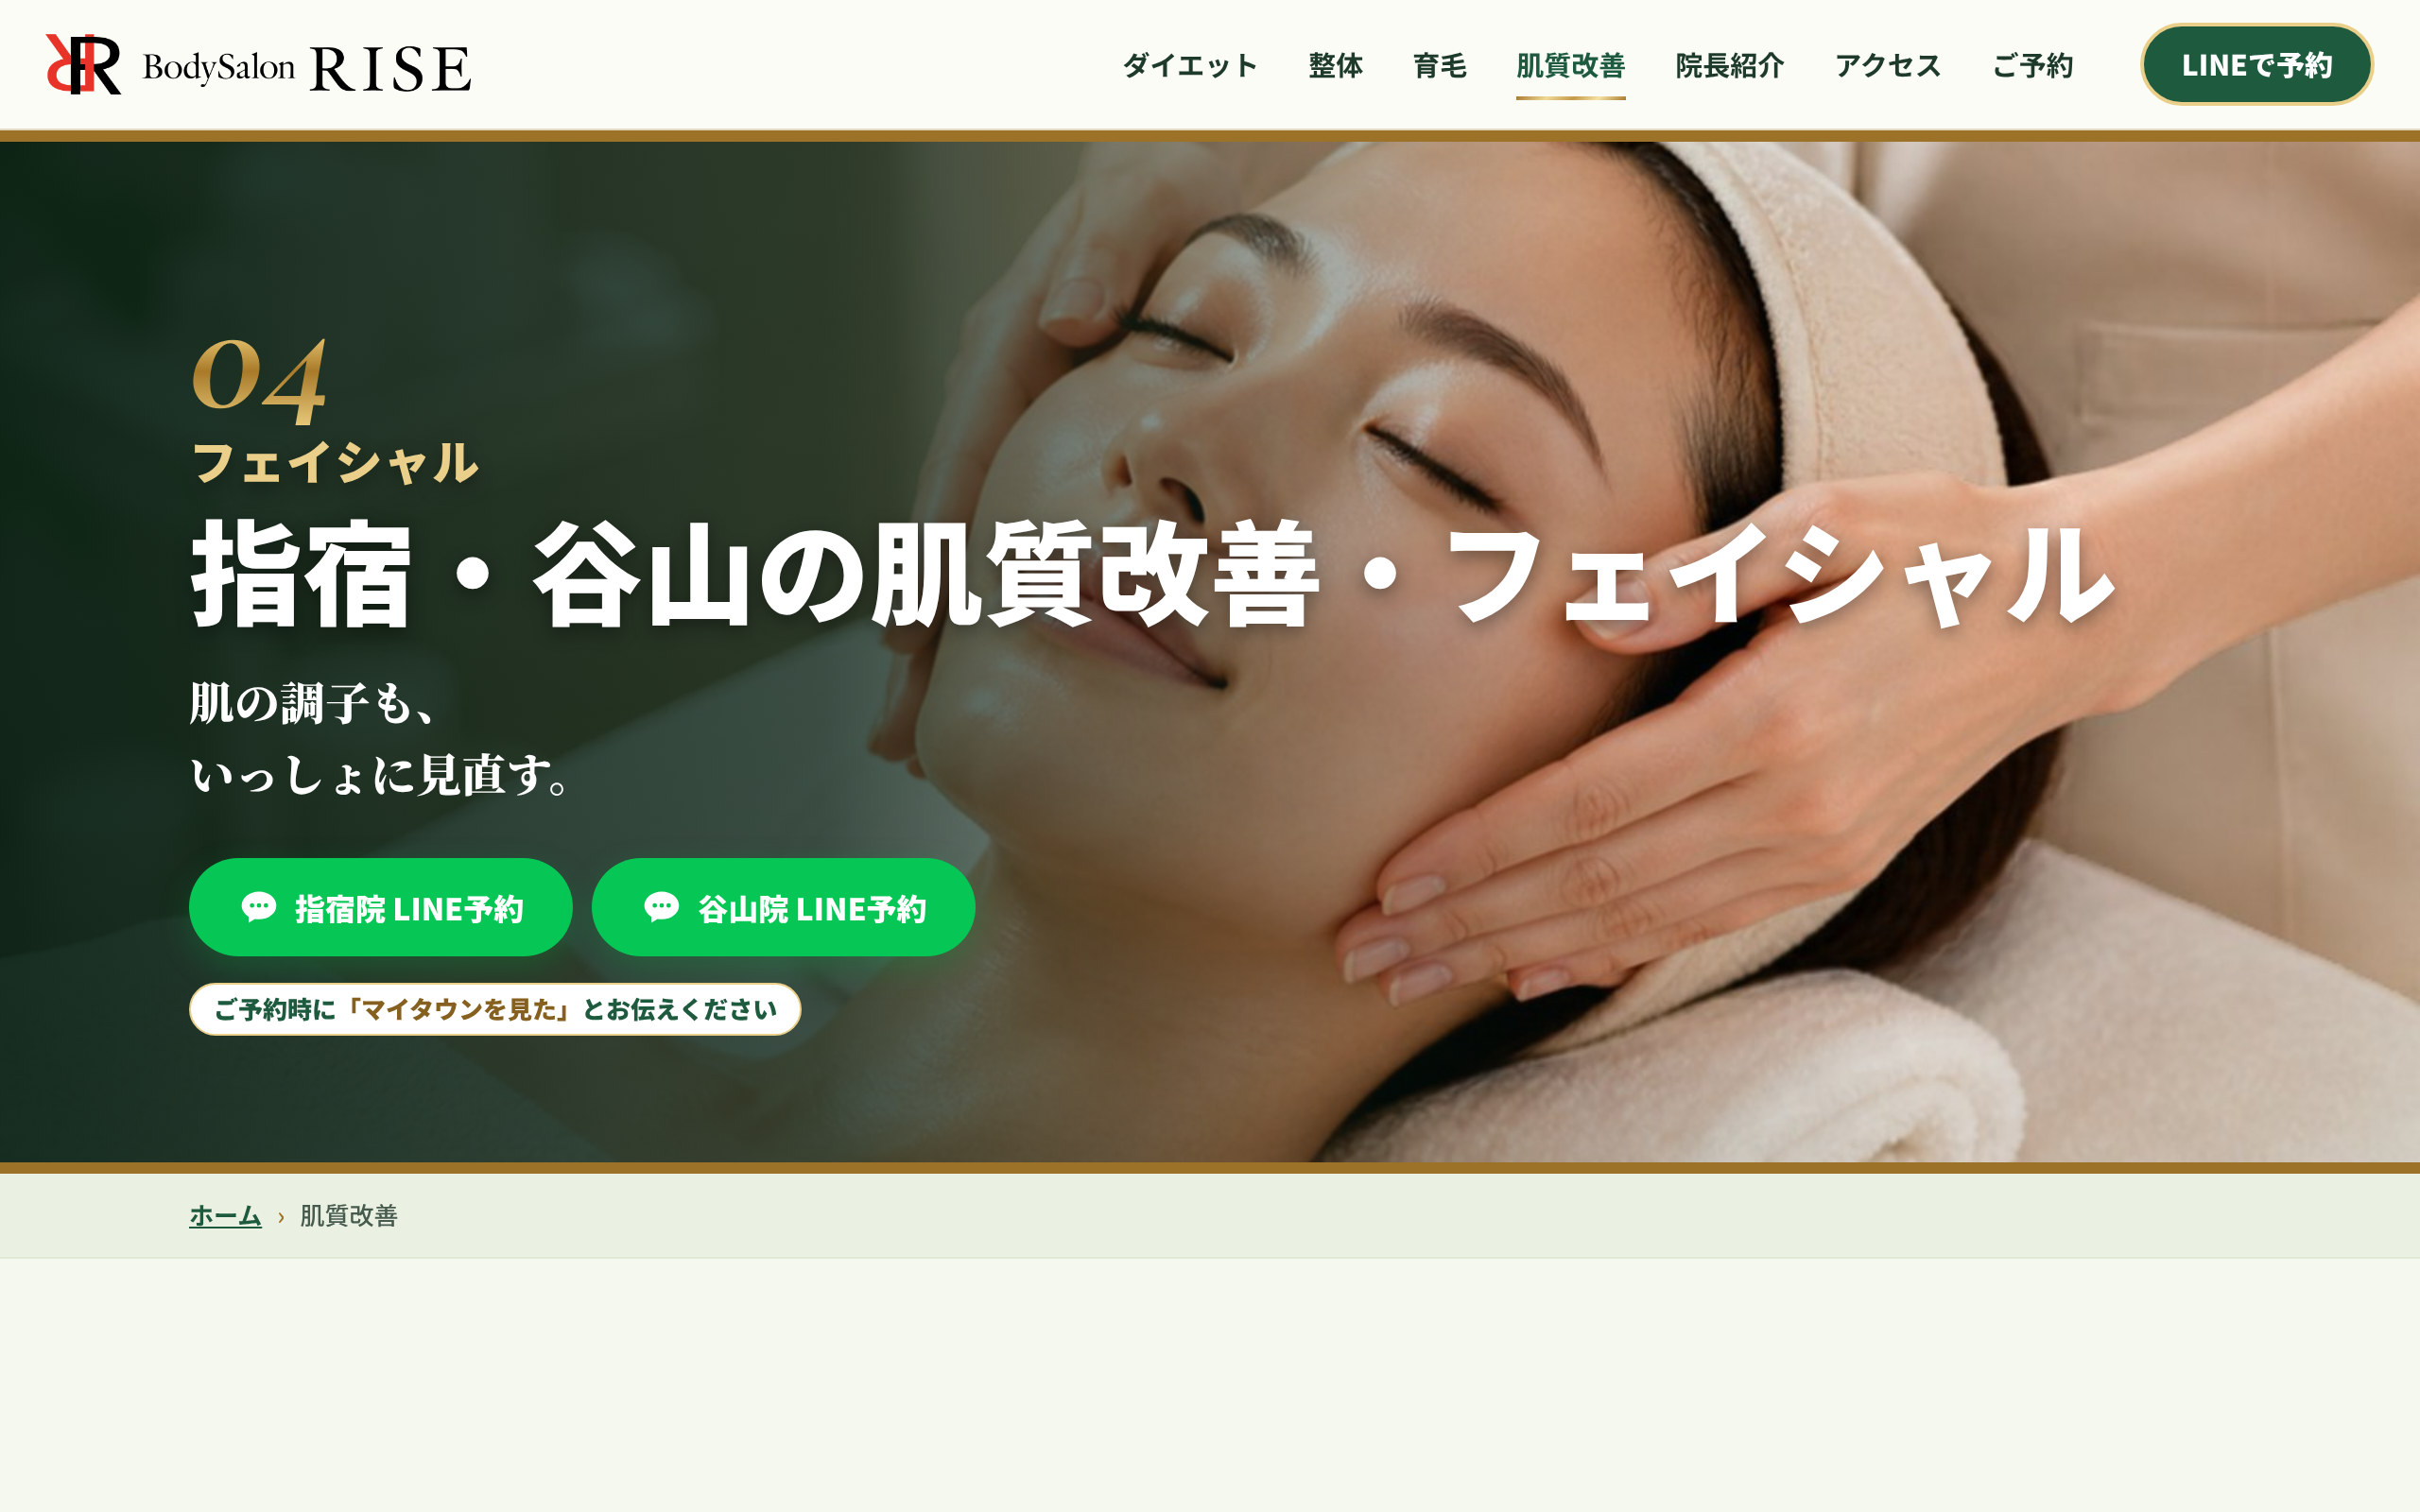 BodySalon RISE
ダイエット 整体 育毛 肌質改善 院長紹介 アクセス ご予約 LINEで予約
04
フェイシャル
指宿・谷山の肌質改善・フェイシャル
肌の調子も、
いっしょに見直す。
指宿院 LINE予約 谷山院 LINE予約
ご予約時に「マイタウンを見た」とお伝えください
ホーム › 肌質改善